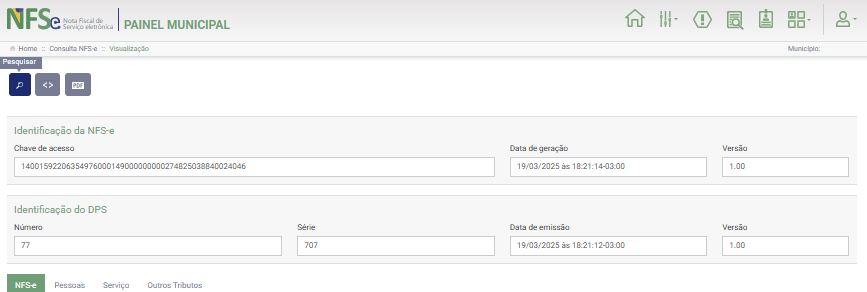 NFSe Nota Fiscal de
Serviço eletrônica
PAINEL MUNICIPAL
Home :: Consulta NFS-e :: Visualização
Município:
Pesquisar
<> PDF
Identificação da NFS-e
Chave de acesso Data de geração Versão
14001592206354976000149000000000274825038840024046 19/03/2025 às 18:21:14-03:00 1.00
Identificação do DPS
Número Série Data de emissão Versão
77 707 19/03/2025 às 18:21:12-03:00 1.00
NFS-e Pessoas Serviço Outros Tributos